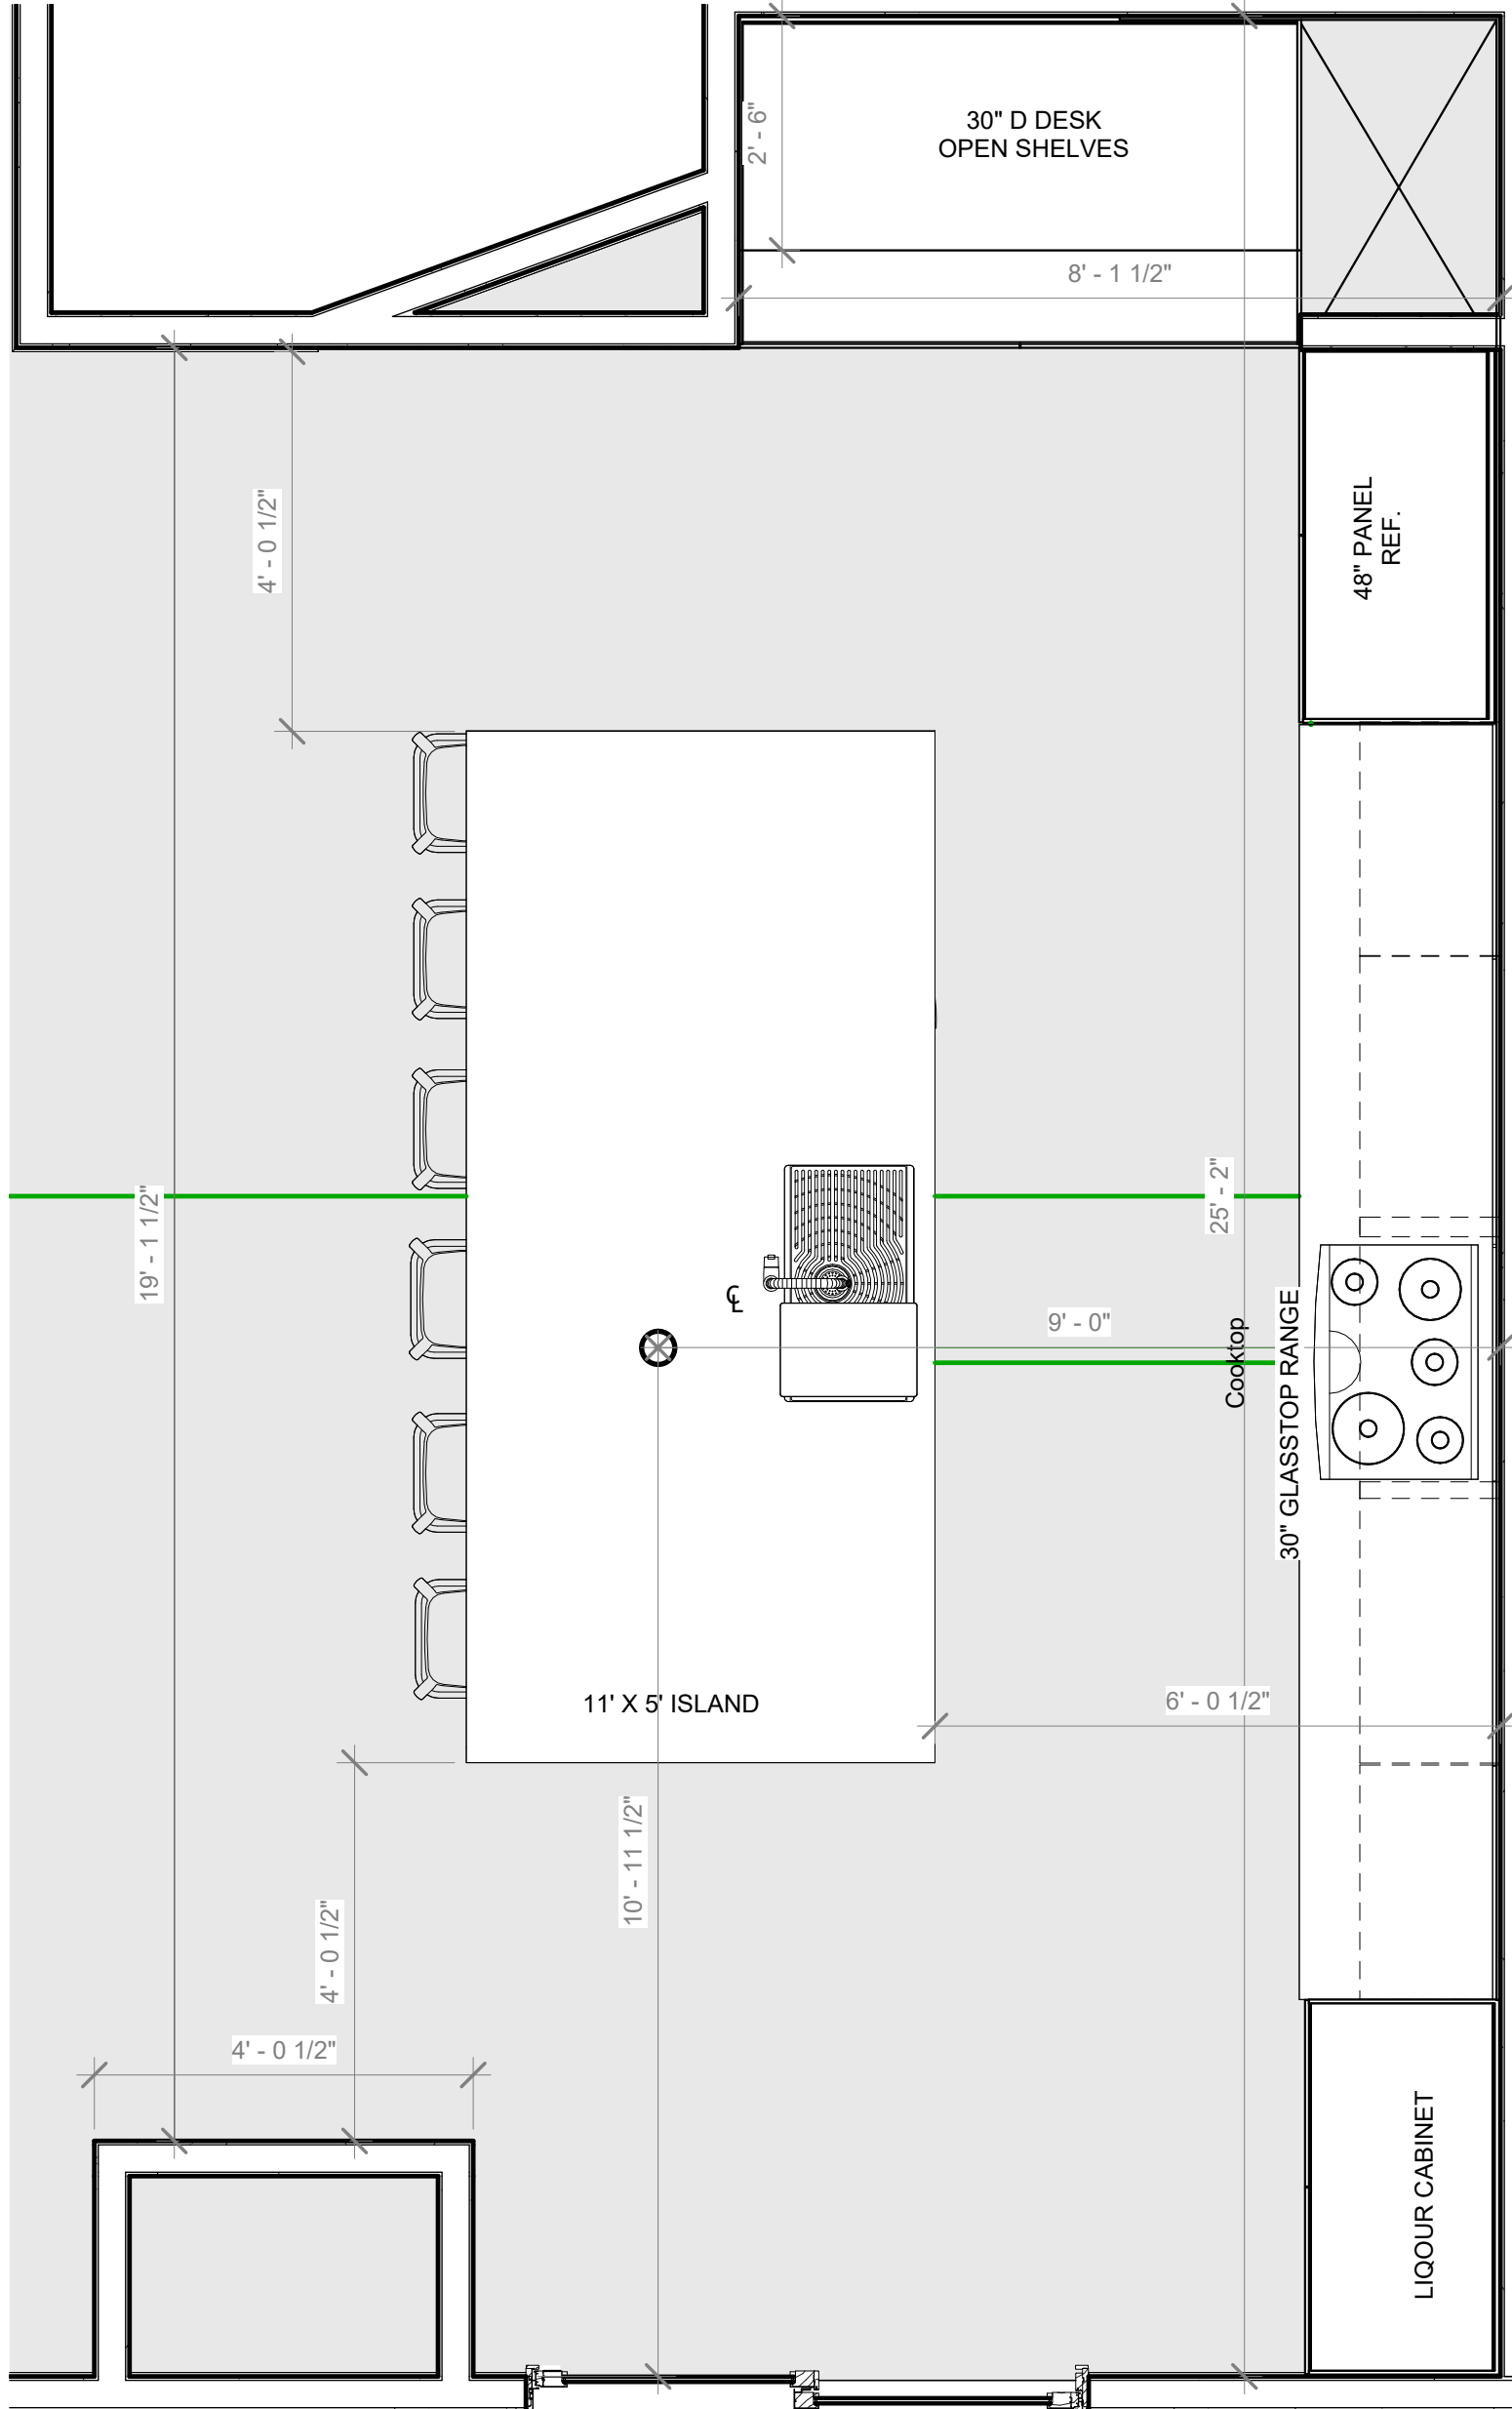 2' - 6"
30" D DESK
OPEN SHELVES
8' - 1 1/2"
4' - 0 1/2"
48" PANEL
REF.
19' - 1 1/2"
25' - 2"
℄
9' - 0"
Cooktop
30" GLASSTOP RANGE
11' X 5' ISLAND
6' - 0 1/2"
10' - 11 1/2"
4' - 0 1/2"
4' - 0 1/2"
LIQOUR CABINET